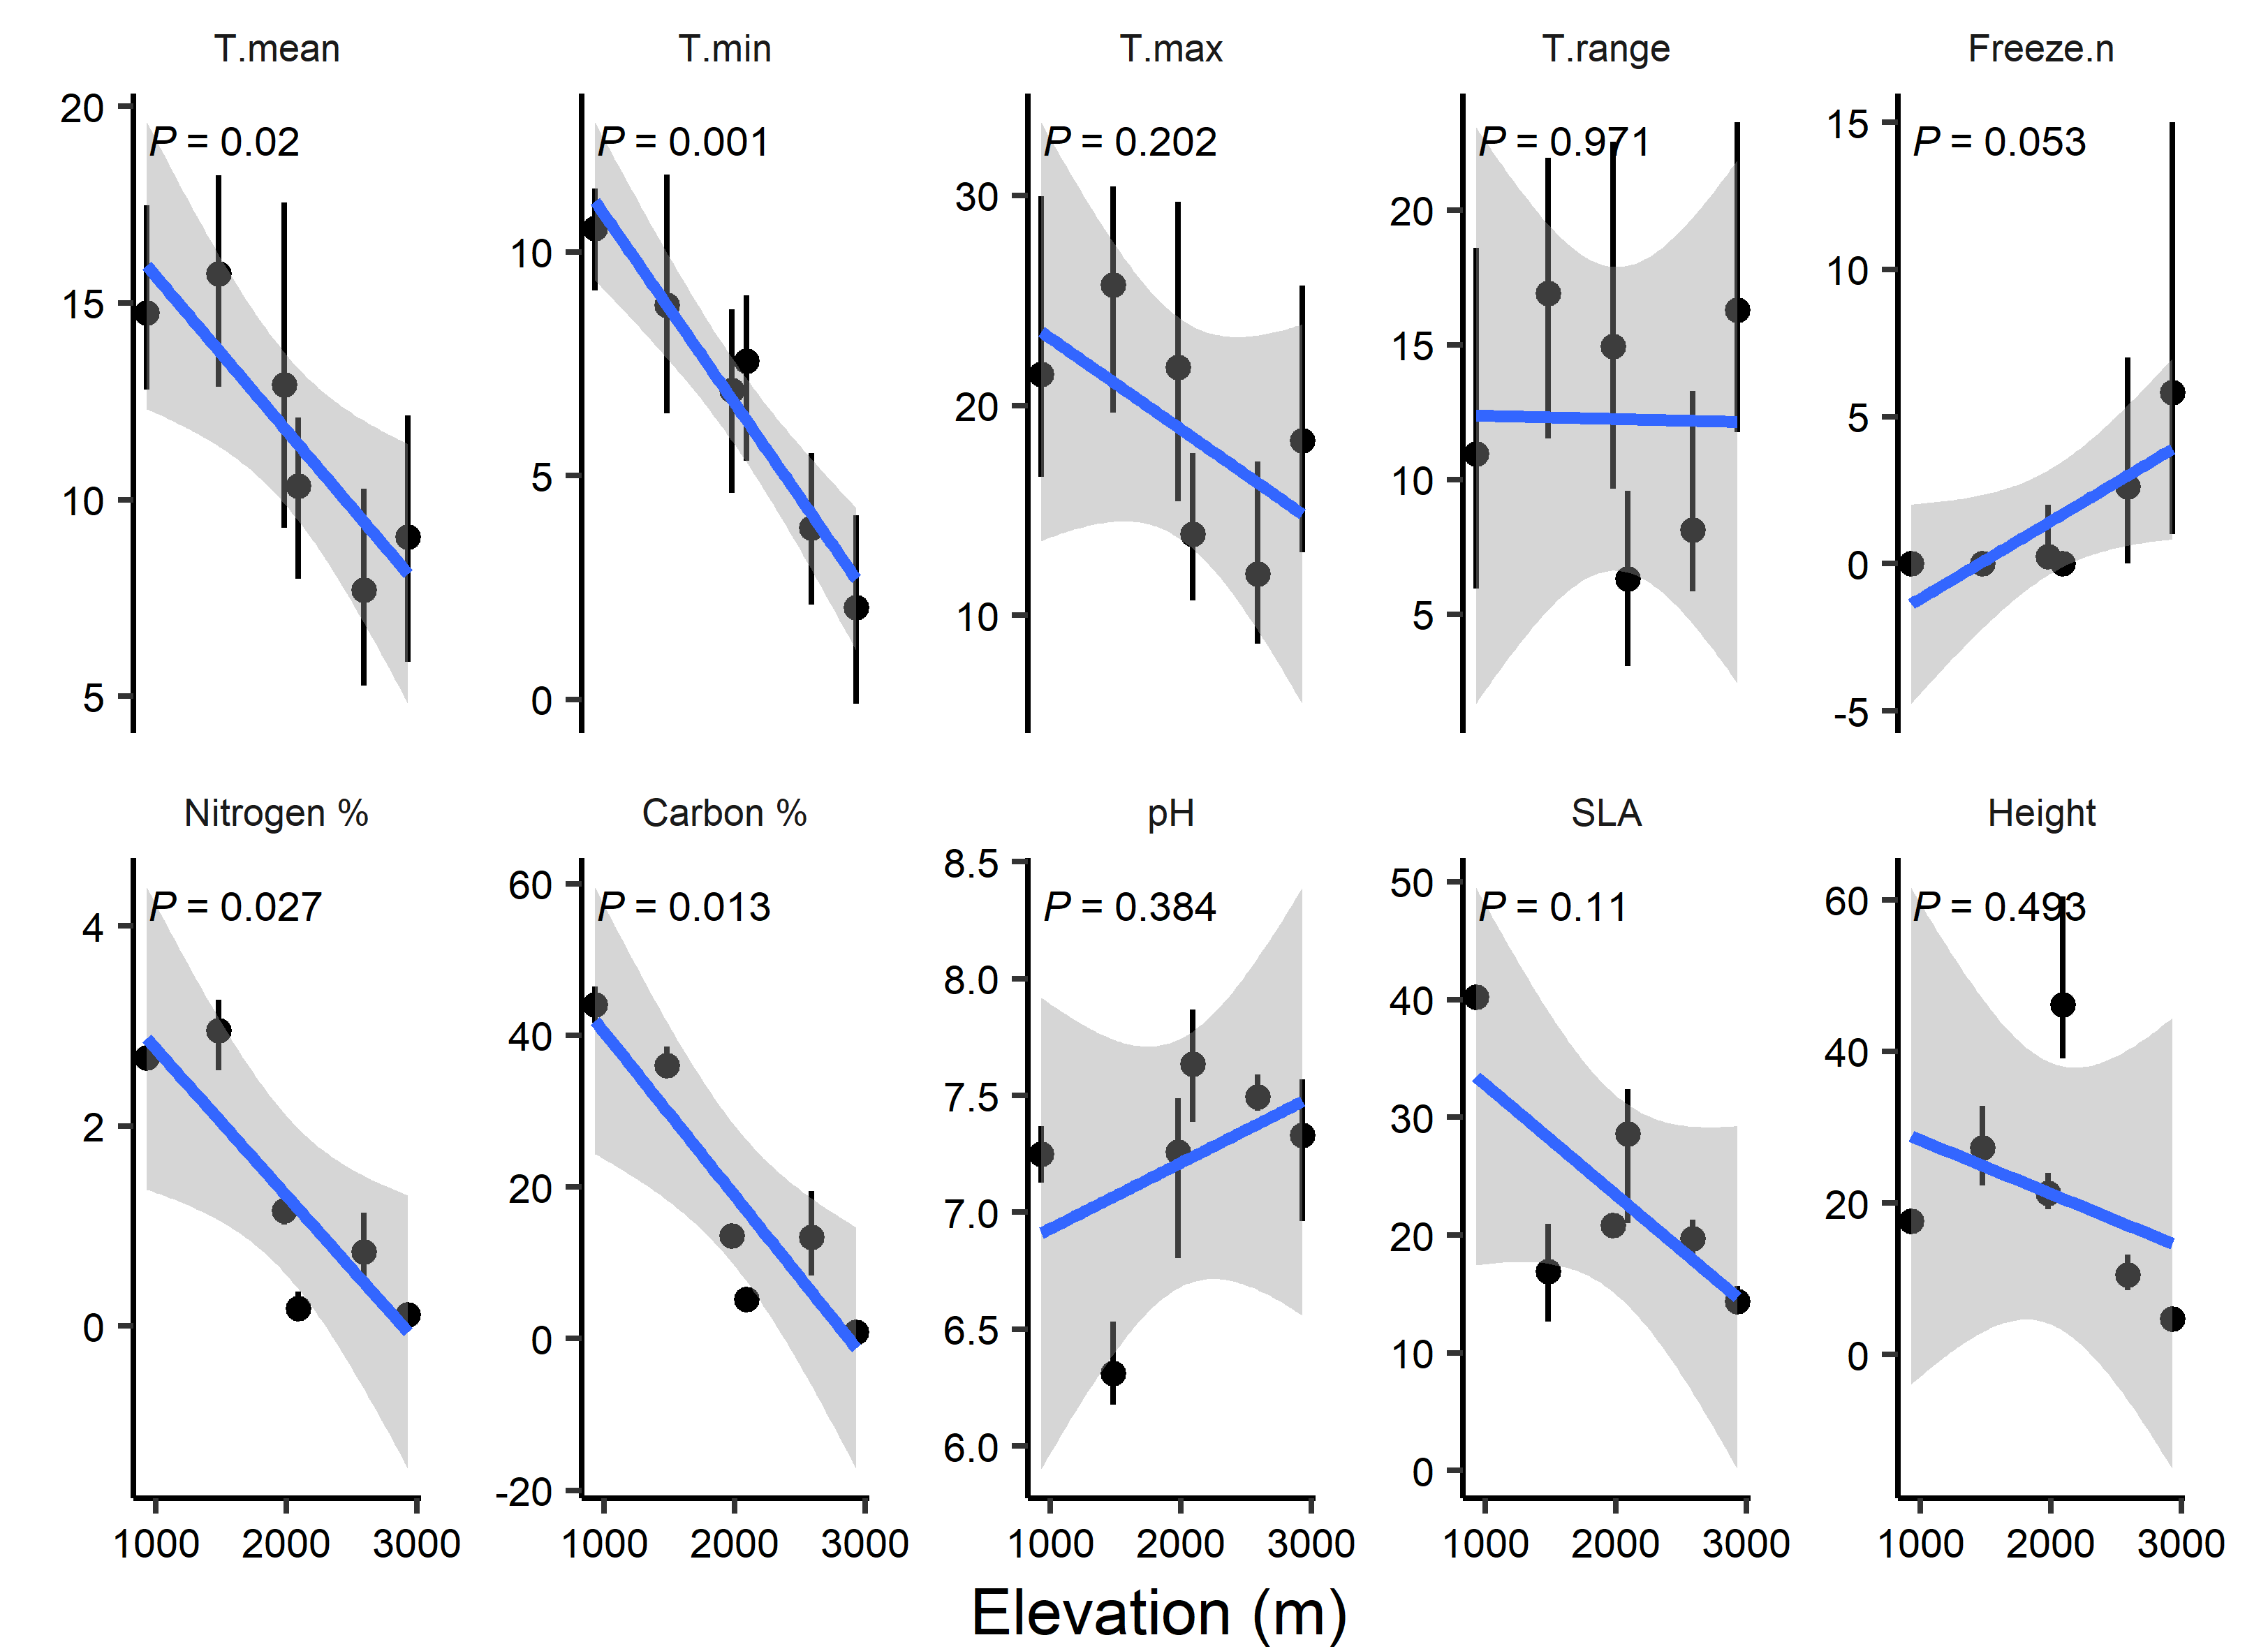 T.mean T.min T.max T.range Freeze.n
20 15 10 5
P = 0.02
10 5 0
P = 0.001
30 20 10
P = 0.202
20 15 10 5
P = 0.971
15 10 5 0 -5
P = 0.053
Nitrogen % Carbon % pH SLA Height
4 2 0
P = 0.027
60 40 20 0 -20
P = 0.013
8.5 8.0 7.5 7.0 6.5 6.0
P = 0.384
50 40 30 20 10 0
P = 0.11
60 40 20 0
P = 0.493
1000 2000 3000 1000 2000 3000 1000 2000 3000 1000 2000 3000 1000 2000 3000
Elevation (m)